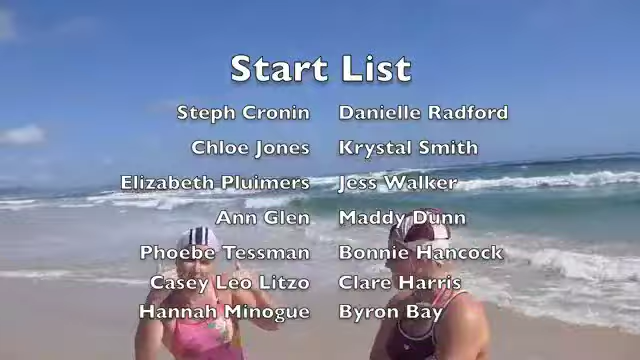 Start List
Steph Cronin Danielle Radford
Chloe Jones Krystal Smith
Elizabeth Pluimers Jess Walker
Ann Glen Maddy Dunn
Phoebe Tessman Bonnie Hancock
Casey Leo Litzo Clare Harris
Hannah Minogue Byron Bay